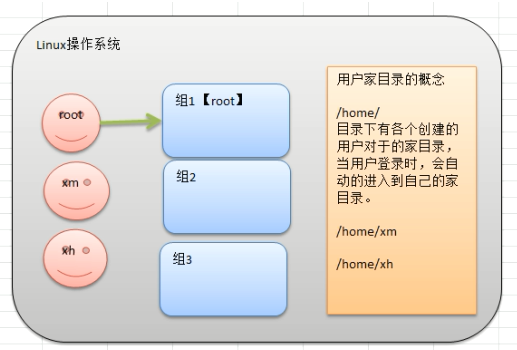 Linux操作系统
root
xm
xh
组1【root】
组2
组3
用户家目录的概念
/home/
目录下有各个创建的
用户对于的家目录，
当用户登录时，会自
动的进入到自己的家
目录。
/home/xm
/home/xh